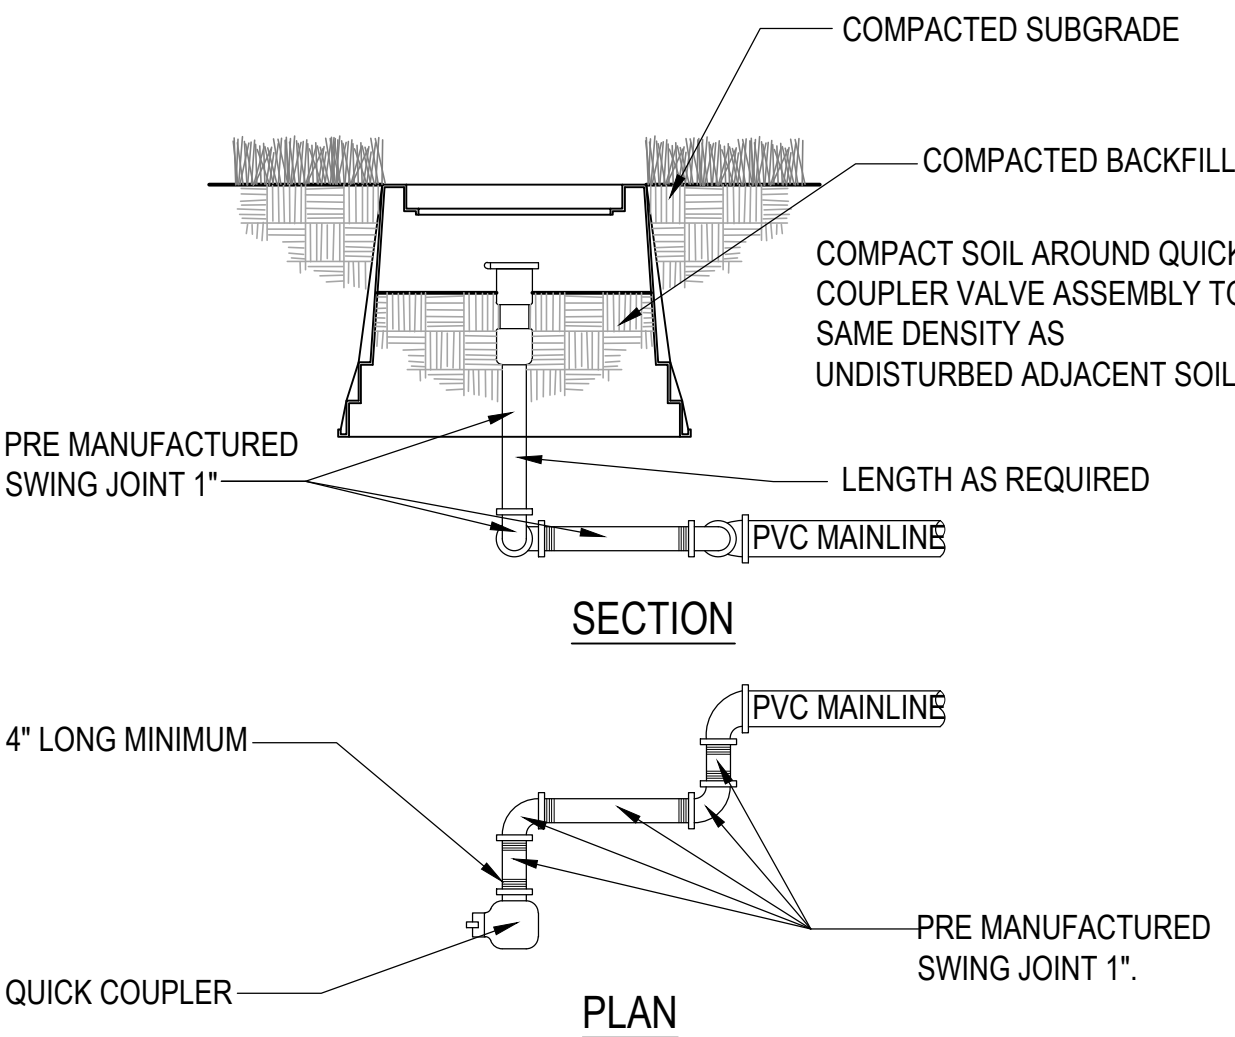 COMPACTED SUBGRADE
COMPACTED BACKFILL
COMPACT SOIL AROUND QUICK
COUPLER VALVE ASSEMBLY TO
SAME DENSITY AS
UNDISTURBED ADJACENT SOIL
PRE MANUFACTURED
SWING JOINT 1"
LENGTH AS REQUIRED
PVC MAINLINE
SECTION
PVC MAINLINE
4" LONG MINIMUM
PRE MANUFACTURED
SWING JOINT 1".
QUICK COUPLER
PLAN